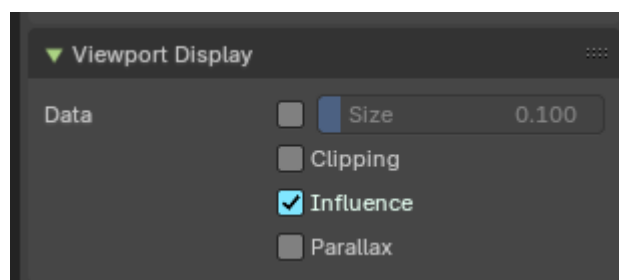 Viewport Display
Data Size 0.100
Clipping
Influence
Parallax